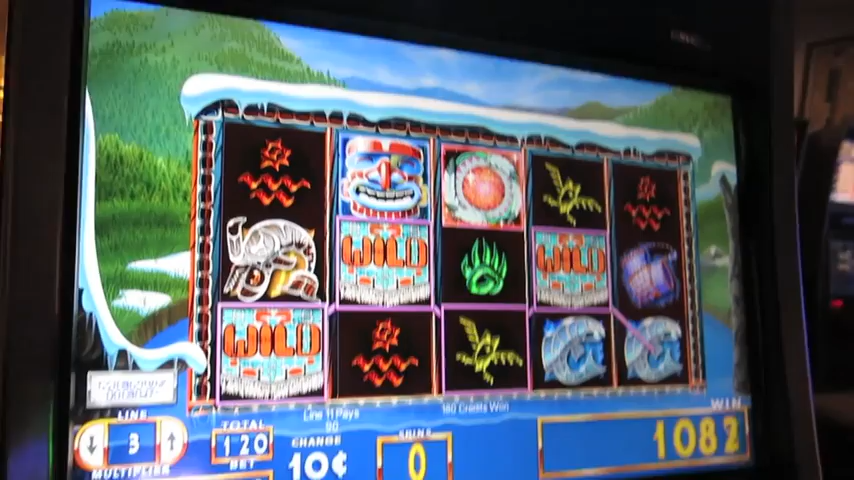 WILD
WILD
WILD
Line 11 Pays
90
180 Credits Won
WIN
LINE
3
MULTIPLIER
TOTAL
120
BET
CHANGE
10¢
SPINS
0
1082